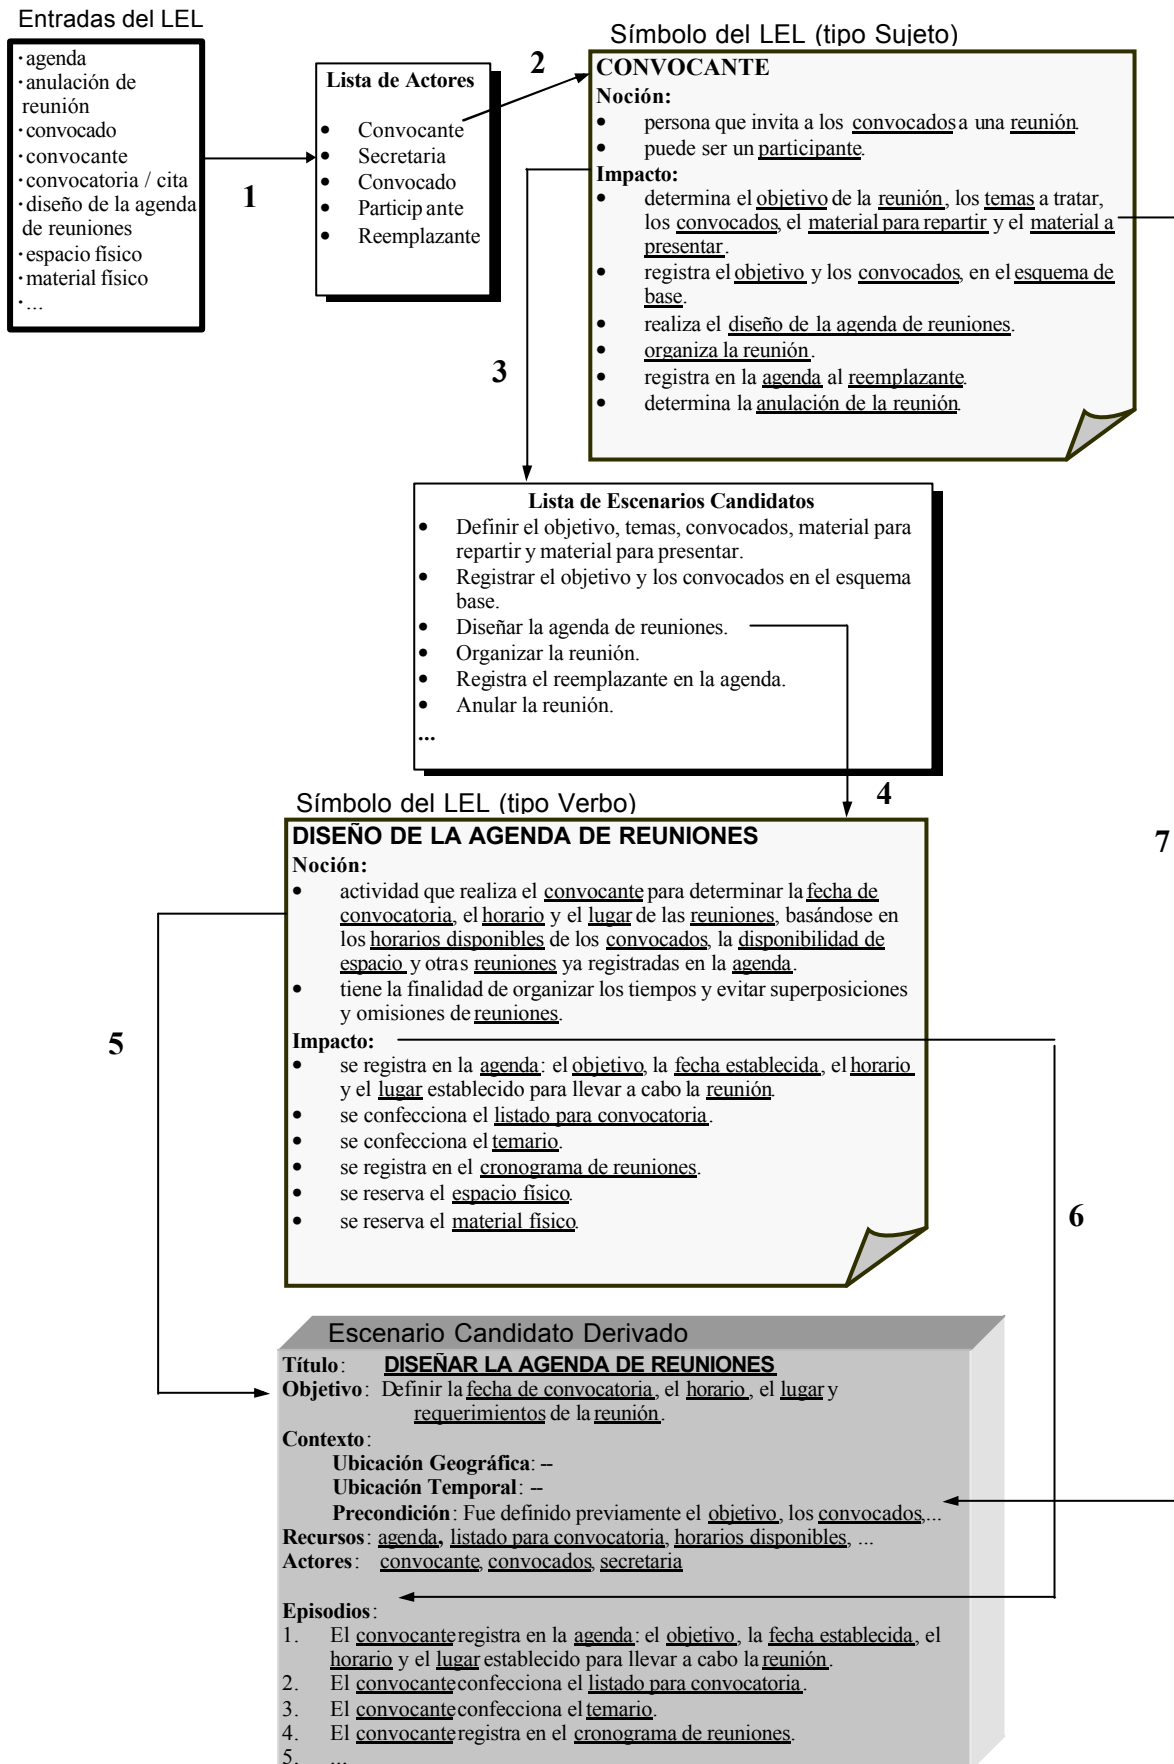 Entradas del LEL
·agenda
·anulación de
reunión
·convocado
·convocante
·convocatoria / cita
·diseño de la agenda
de reuniones
·espacio físico
·material físico
·...
1
Lista de Actores
• Convocante
• Secretaria
• Convocado
• Particip ante
• Reemplazante
2
Símbolo del LEL (tipo Sujeto)
CONVOCANTE
Noción:
• persona que invita a los convocados a una reunión.
• puede ser un participante.
Impacto:
• determina el objetivo de la reunión, los temas a tratar,
los convocados, el material para repartir y el material a
presentar.
• registra el objetivo y los convocados, en el esquema de
base.
• realiza el diseño de la agenda de reuniones.
• organiza la reunión.
• registra en la agenda al reemplazante.
• determina la anulación de la reunión.
3
Lista de Escenarios Candidatos
• Definir el objetivo, temas, convocados, material para
repartir y material para presentar.
• Registrar el objetivo y los convocados en el esquema
base.
• Diseñar la agenda de reuniones.
• Organizar la reunión.
• Registra el reemplazante en la agenda.
• Anular la reunión.
...
4
Símbolo del LEL (tipo Verbo)
DISEÑO DE LA AGENDA DE REUNIONES
Noción:
• actividad que realiza el convocante para determinar la fecha de
convocatoria, el horario y el lugar de las reuniones, basándose en
los horarios disponibles de los convocados, la disponibilidad de
espacio y otras reuniones ya registradas en la agenda.
• tiene la finalidad de organizar los tiempos y evitar superposiciones
y omisiones de reuniones.
Impacto:
• se registra en la agenda: el objetivo, la fecha establecida, el horario
y el lugar establecido para llevar a cabo la reunión.
• se confecciona el listado para convocatoria.
• se confecciona el temario.
• se registra en el cronograma de reuniones.
• se reserva el espacio físico.
• se reserva el material físico.
5
6
7
Escenario Candidato Derivado
Título: DISEÑAR LA AGENDA DE REUNIONES
Objetivo: Definir la fecha de convocatoria, el horario, el lugar y
requerimientos de la reunión.
Contexto:
Ubicación Geográfica: --
Ubicación Temporal: --
Precondición: Fue definido previamente el objetivo, los convocados,...
Recursos: agenda, listado para convocatoria, horarios disponibles, ...
Actores: convocante, convocados, secretaria
Episodios:
1. El convocante registra en la agenda: el objetivo, la fecha establecida, el
horario y el lugar establecido para llevar a cabo la reunión.
2. El convocante confecciona el listado para convocatoria.
3. El convocante confecciona el temario.
4. El convocante registra en el cronograma de reuniones.
5. ...